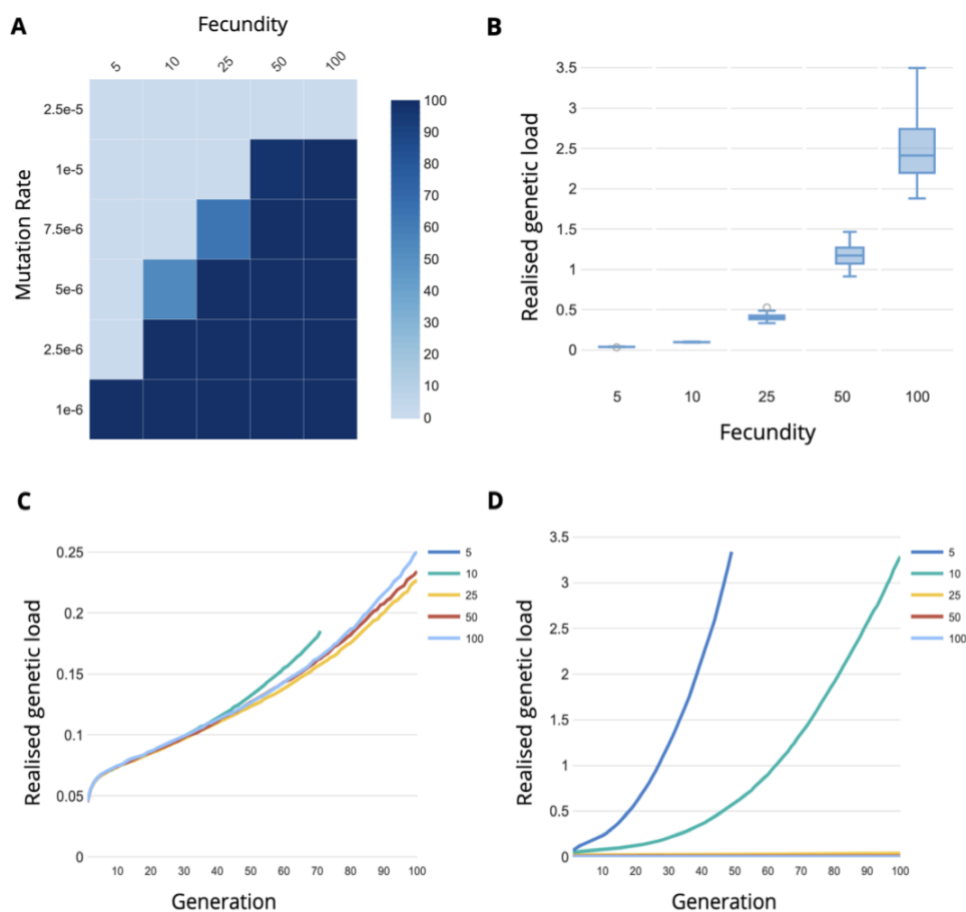 A
Fecundity
5 10 25 50 100
Mutation Rate
2.5e-5
1e-5
7.5e-6
5e-6
2.5e-6
1e-6
100
90
80
70
60
50
40
30
20
10
0
B
Realised genetic load
3.5
3
2.5
2
1.5
1
0.5
0
5 10 25 50 100
Fecundity
C
Realised genetic load
0.25
0.2
0.15
0.1
0.05
0
10 20 30 40 50 60 70 80 90 100
Generation
5
10
25
50
100
D
Realised genetic load
3.5
3
2.5
2
1.5
1
0.5
0
10 20 30 40 50 60 70 80 90 100
Generation
5
10
25
50
100